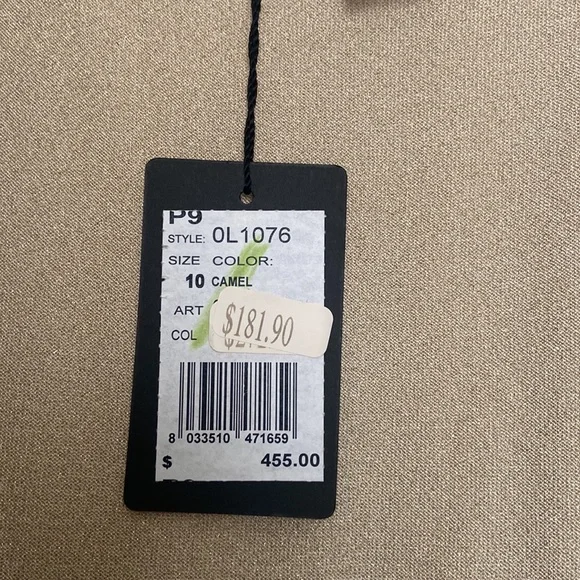 P9
STYLE: 0L1076
SIZE COLOR:
10 CAMEL
ART
COL
$181.90
8 033510 471659
$ 455.00